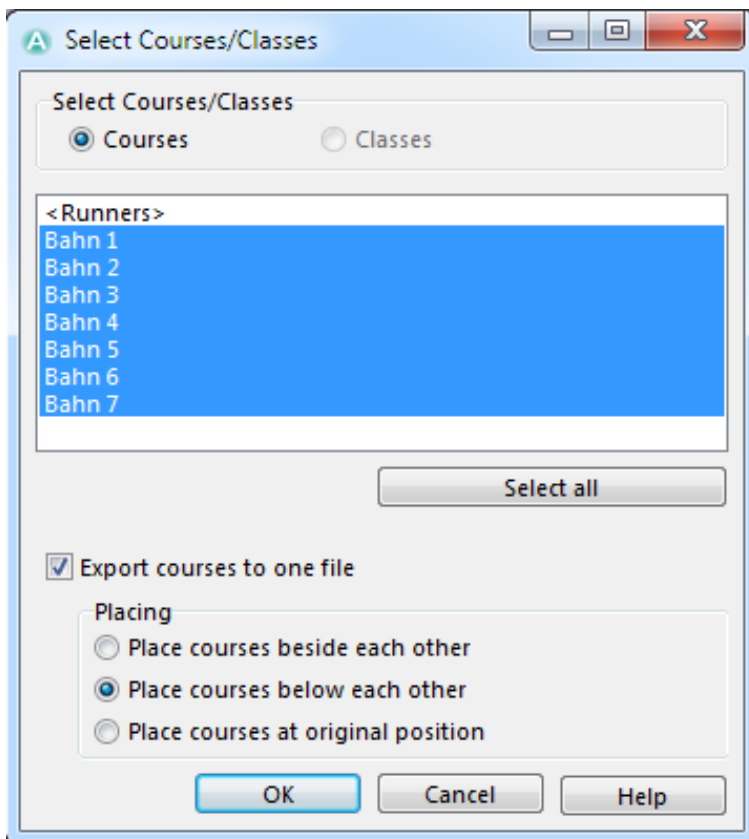 Select Courses/Classes
Select Courses/Classes
Courses Classes
<Runners>
Bahn 1
Bahn 2
Bahn 3
Bahn 4
Bahn 5
Bahn 6
Bahn 7
Select all
Export courses to one file
Placing
Place courses beside each other
Place courses below each other
Place courses at original position
OK Cancel Help